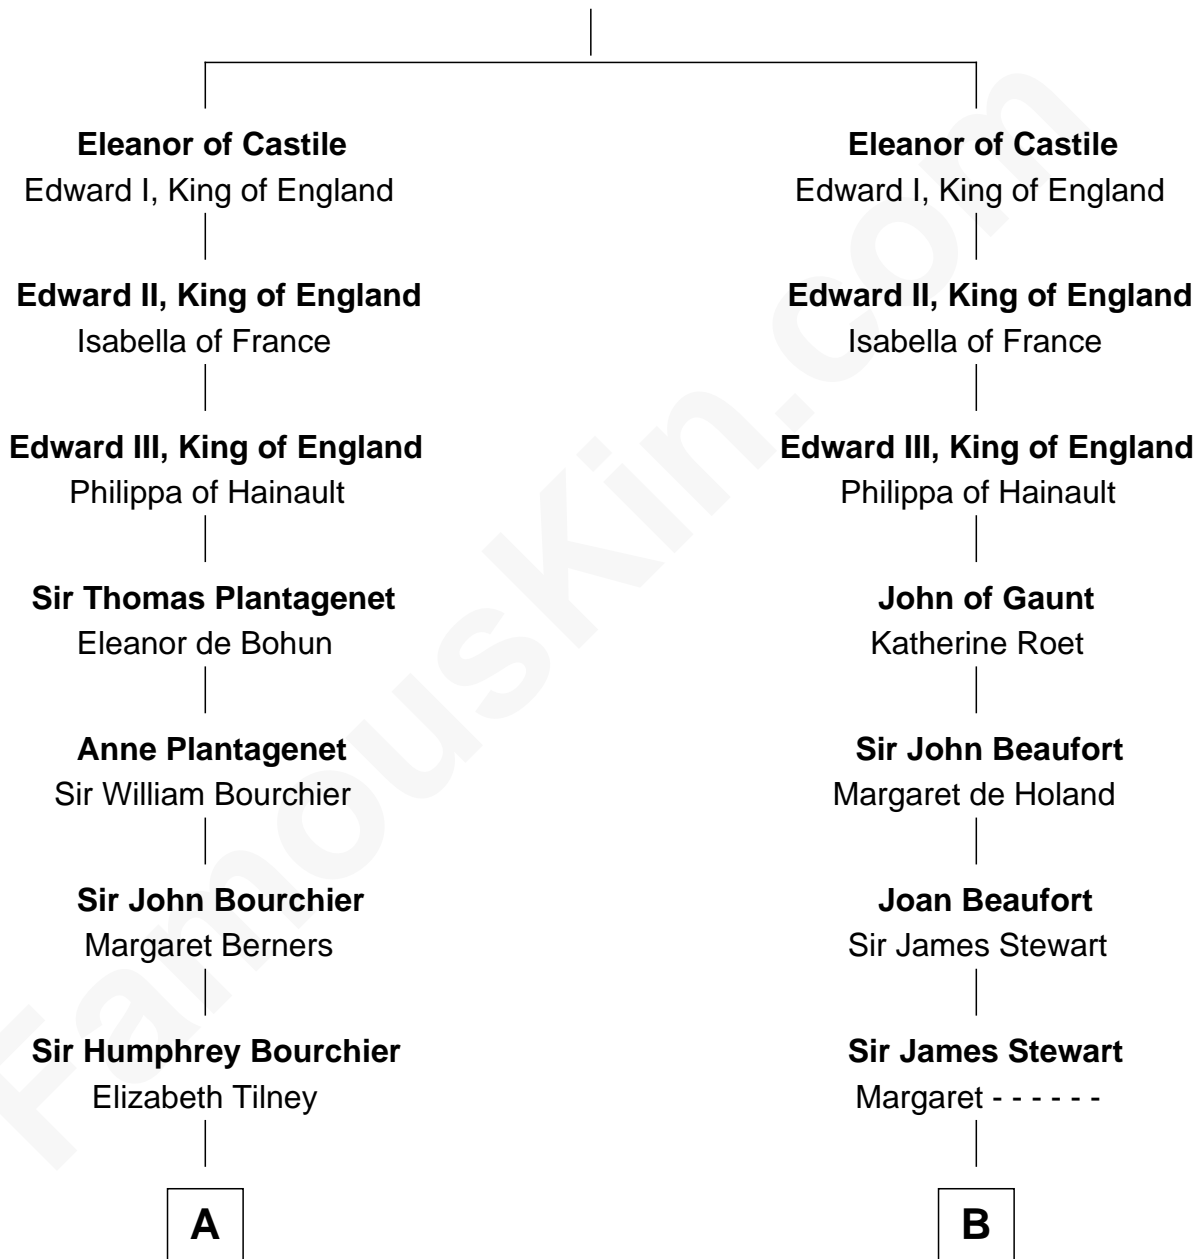 Eleanor of Castile
Edward I, King of England
Edward II, King of England
Isabella of France
Edward III, King of England
Philippa of Hainault
Sir Thomas Plantagenet
Eleanor de Bohun
Anne Plantagenet
Sir William Bourchier
Sir John Bourchier
Margaret Berners
Sir Humphrey Bourchier
Elizabeth Tilney
A
Eleanor of Castile
Edward I, King of England
Edward II, King of England
Isabella of France
Edward III, King of England
Philippa of Hainault
John of Gaunt
Katherine Roet
Sir John Beaufort
Margaret de Holand
Joan Beaufort
Sir James Stewart
Sir James Stewart
Margaret - - - - - -
B
FamousKin.com